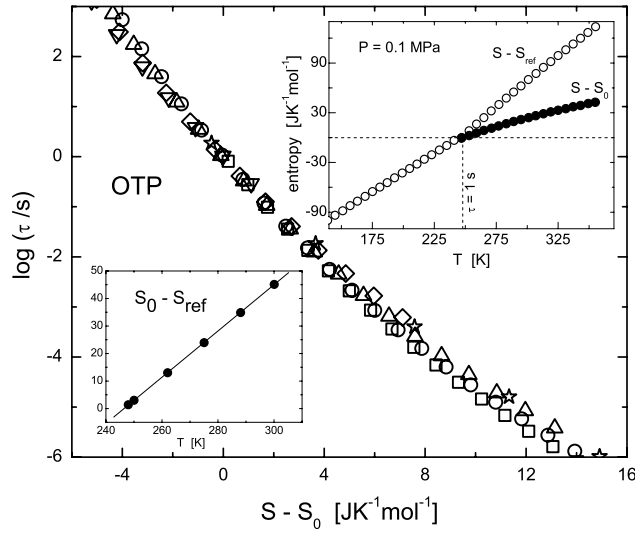 log (τ /s)
2
0
-2
-4
-6
-4
0
4
8
12
16
S - S0 [JK-1mol-1]
OTP
P = 0.1 MPa
S - Sref
S - S0
entropy [JK-1mol-1]
90
30
-30
-90
τ = 1 s
175
225
275
325
T [K]
S0 - Sref
50
40
30
20
10
0
240
260
280
300
T [K]